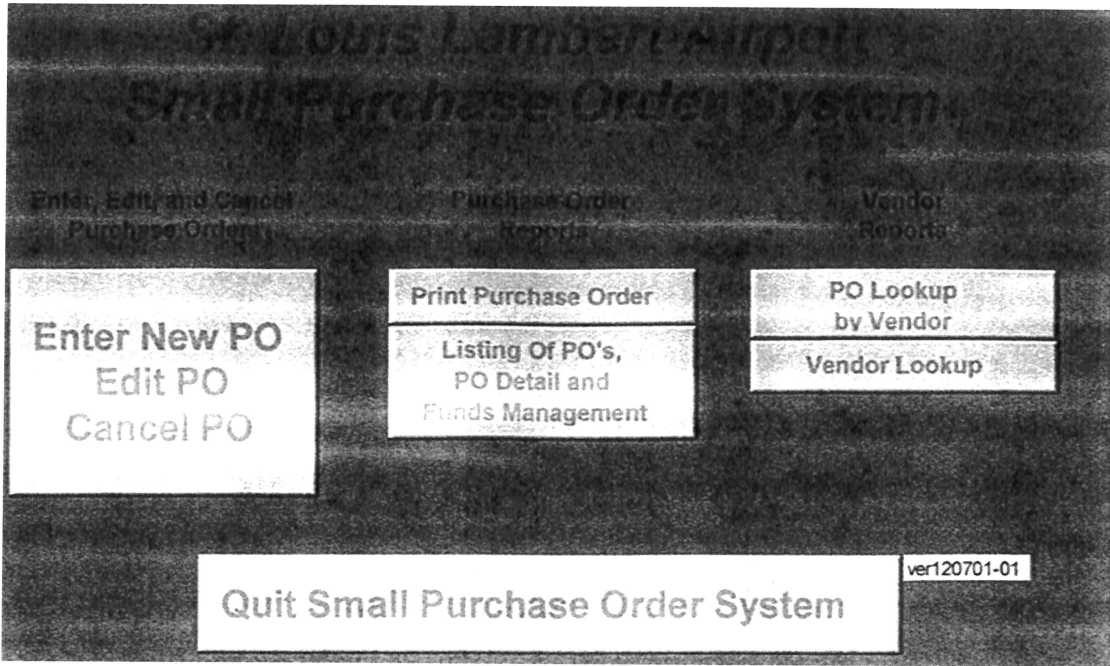 St. Louis Lambert Airport
Small Purchase Order System
Enter, Edit, and Cancel
Purchase Orders
Purchase Order
Reports
Vendor
Reports
Enter New PO
Edit PO
Cancel PO
Print Purchase Order
Listing Of PO's,
PO Detail and
Funds Management
PO Lookup
by Vendor
Vendor Lookup
ver120701-01
Quit Small Purchase Order System